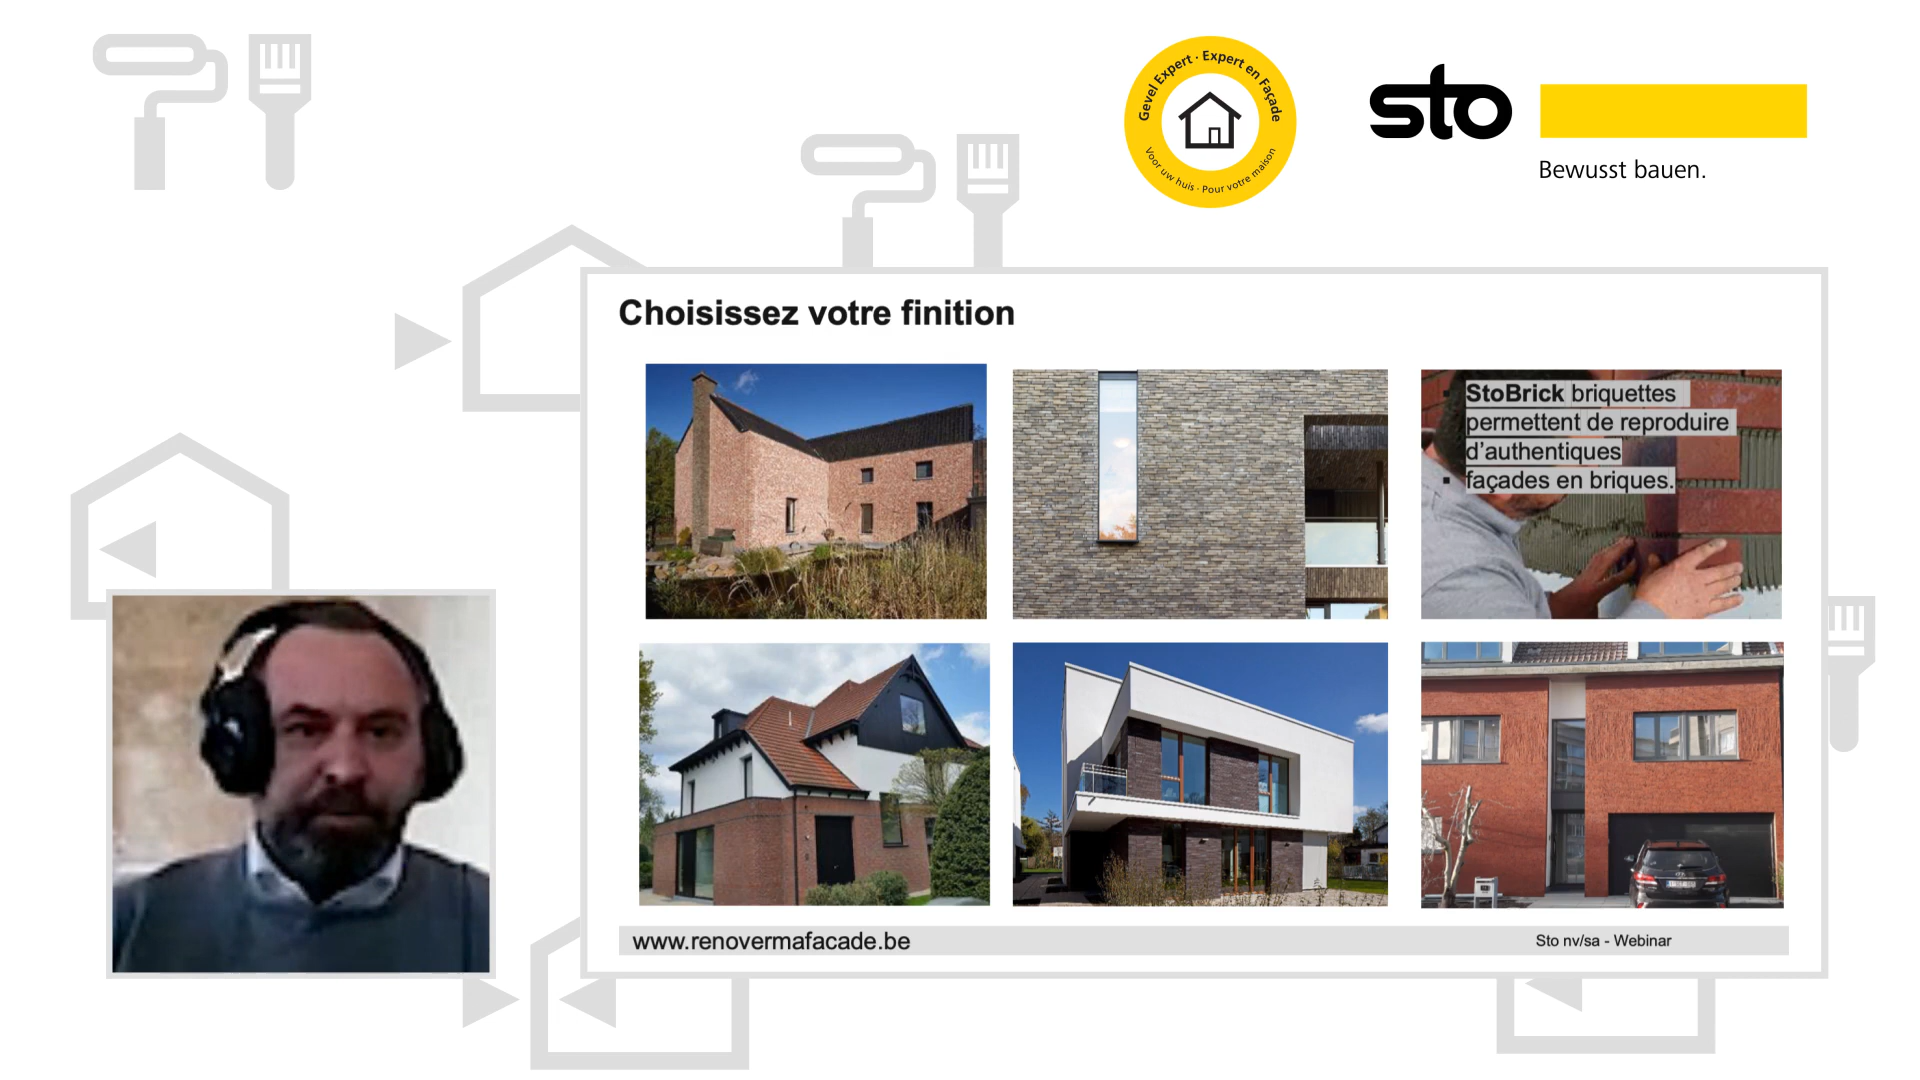 Gevel Expert · Expert en Façade
Voor uw huis · Pour votre maison
sto
Bewusst bauen.
Choisissez votre finition
StoBrick briquettes
permettent de reproduire
d’authentiques
façades en briques.
www.renovermafacade.be
Sto nv/sa - Webinar